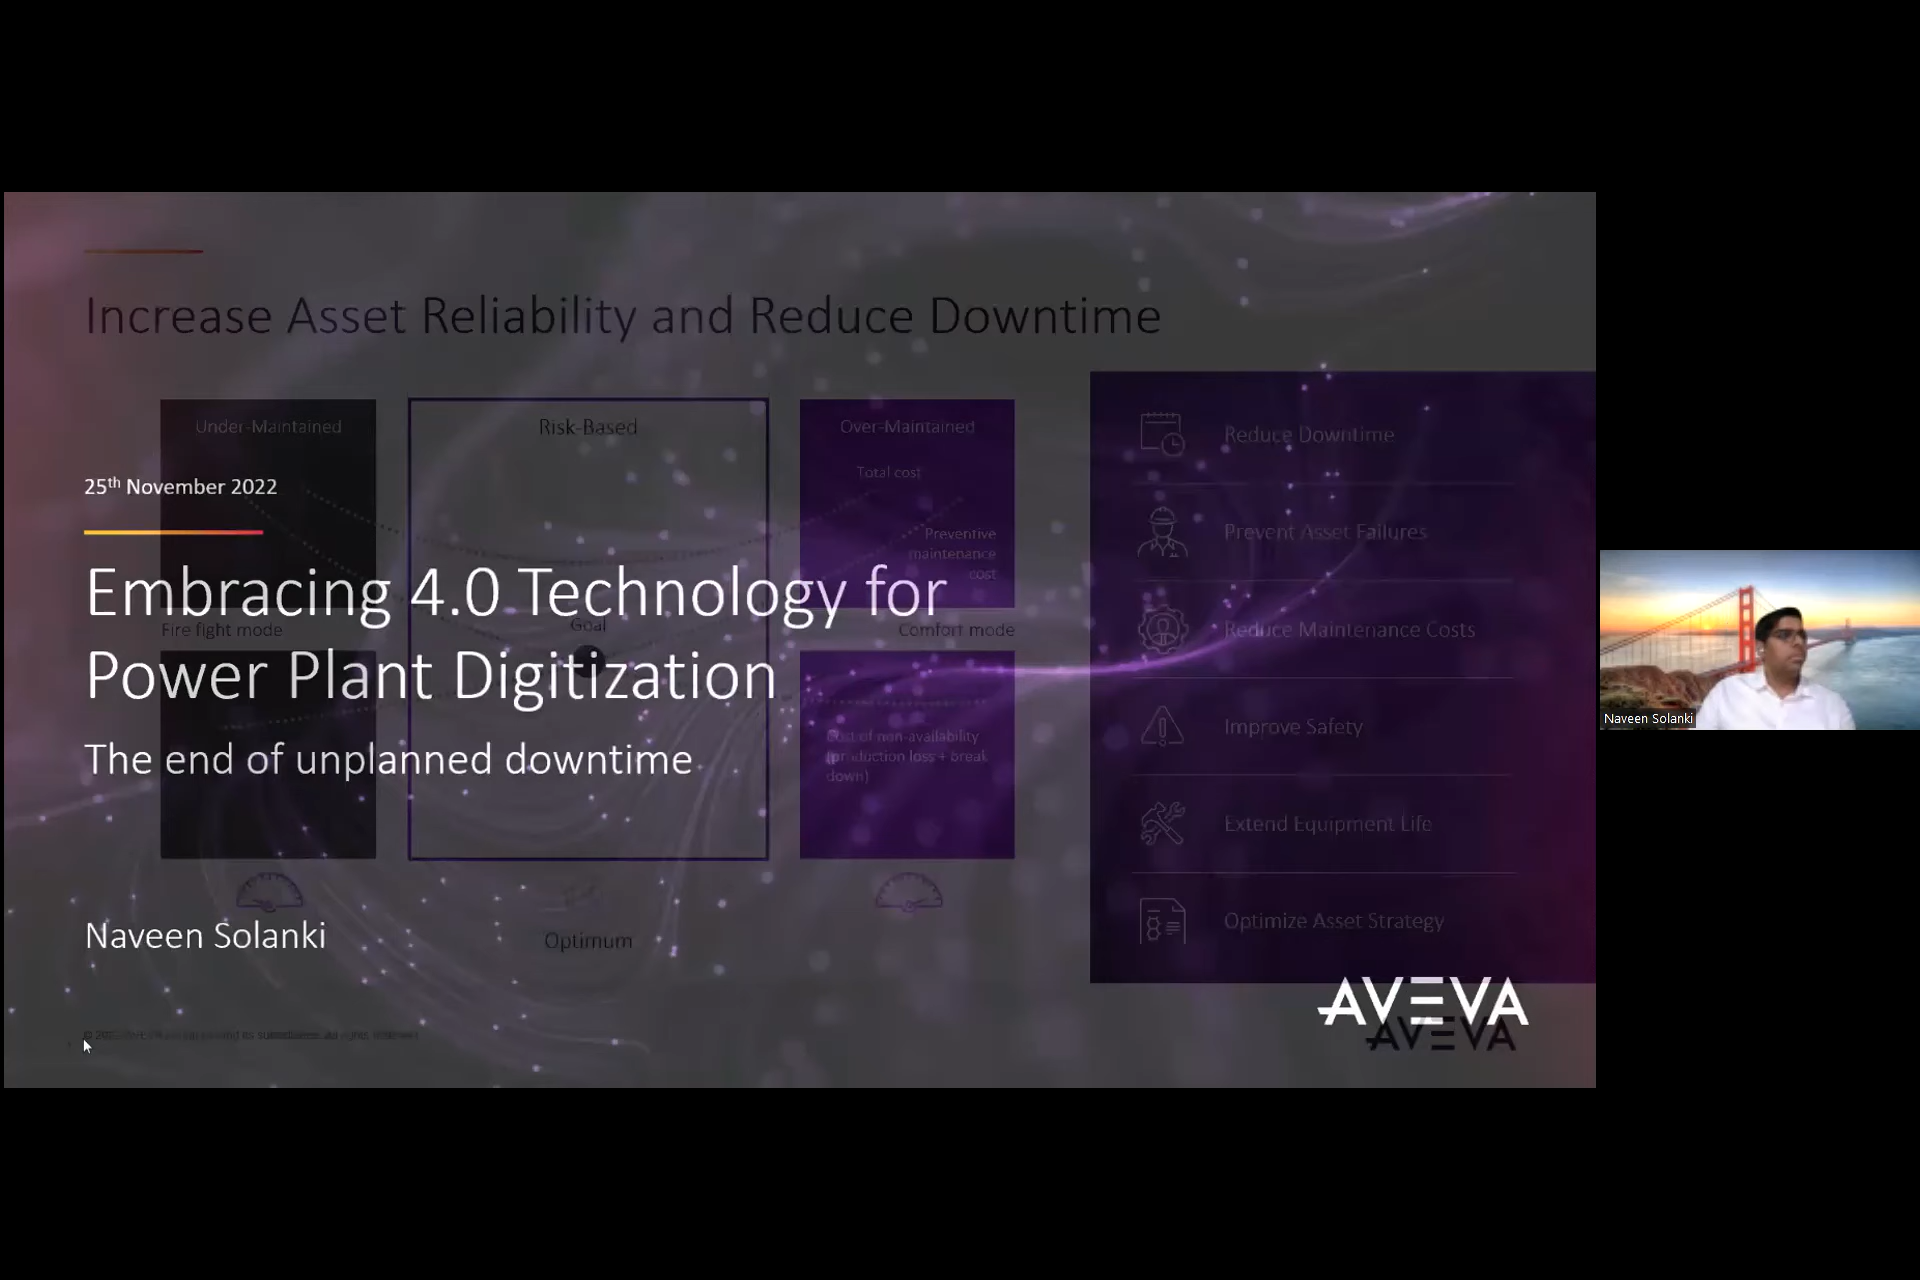 Increase Asset Reliability and Reduce Downtime
Under-Maintained
Risk-Based
Over-Maintained
Total cost
Preventive
maintenance
cost
25th November 2022
Embracing 4.0 Technology for
Power Plant Digitization
The end of unplanned downtime
Fire fight mode
Goal
Comfort mode
Cost of non-availability
(production loss + break
down)
Optimum
Naveen Solanki
Reduce Downtime
Prevent Asset Failures
Reduce Maintenance Costs
Improve Safety
Extend Equipment Life
Optimize Asset Strategy
AVEVA
AVEVA
Naveen Solanki